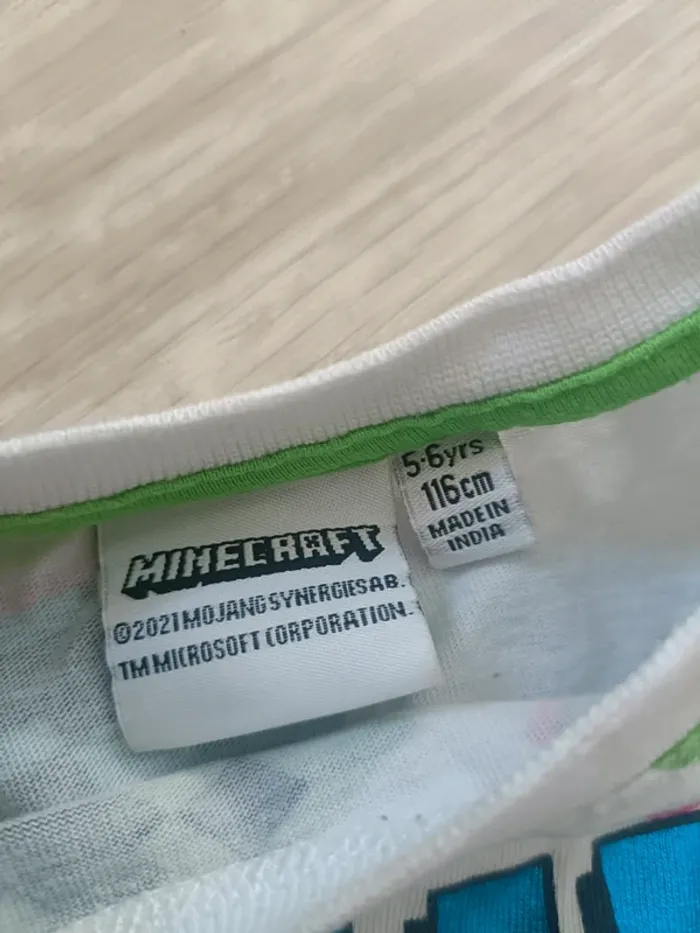 MINECRAFT
©2021 MOJANG SYNERGIES AB.
TM MICROSOFT CORPORATION.
5-6yrs
116cm
MADE IN
INDIA